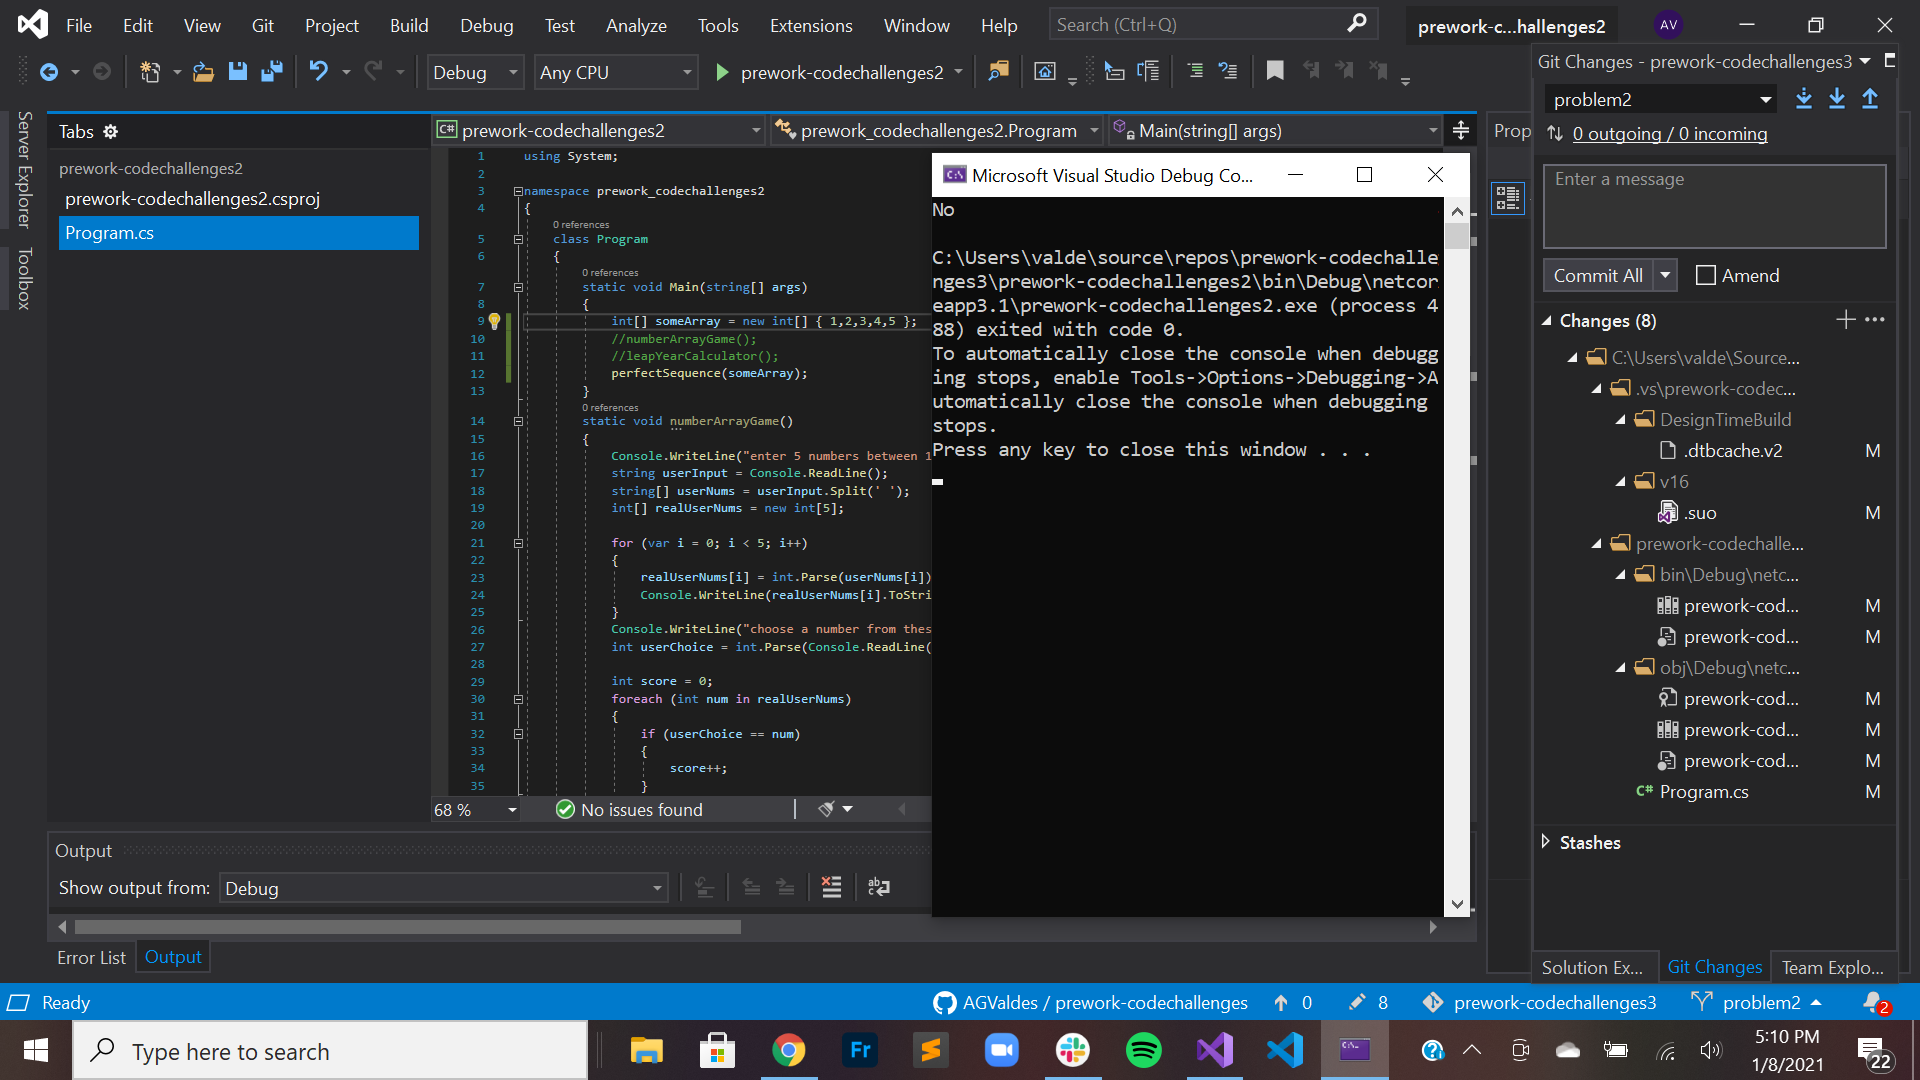 File Edit View Git Project Build Debug Test Analyze Tools Extensions Window Help Search (Ctrl+Q) prework-c...hallenges2 AV
Debug Any CPU prework-codechallenges2
Git Changes - prework-codechallenges3
problem2
0 outgoing / 0 incoming
Enter a message
Commit All Amend
Changes (8)
C:\Users\valde\Source...
.vs\prework-codec...
DesignTimeBuild
.dtbcache.v2 M
v16
.suo M
prework-codechalle...
bin\Debug\netc...
prework-cod... M
prework-cod... M
obj\Debug\netc...
prework-cod... M
prework-cod... M
prework-cod... M
C# Program.cs M
Stashes
Solution Ex... Git Changes Team Explo...
Server Explorer
Toolbox
Tabs
prework-codechallenges2
prework-codechallenges2.csproj
Program.cs
C# prework-codechallenges2 prework_codechallenges2.Program Main(string[] args)
Prop
1 using System;
2
3 namespace prework_codechallenges2
4 {
0 references
5 class Program
6 {
0 references
7 static void Main(string[] args)
8 {
9 int[] someArray = new int[] { 1,2,3,4,5 };
10 //numberArrayGame();
11 //leapYearCalculator();
12 perfectSequence(someArray);
13 }
0 references
14 static void numberArrayGame()
15 {
16 Console.WriteLine("enter 5 numbers between 1
17 string userInput = Console.ReadLine();
18 string[] userNums = userInput.Split(' ');
19 int[] realUserNums = new int[5];
20
21 for (var i = 0; i < 5; i++)
22 {
23 realUserNums[i] = int.Parse(userNums[i])
24 Console.WriteLine(realUserNums[i].ToStri
25 }
26 Console.WriteLine("choose a number from thes
27 int userChoice = int.Parse(Console.ReadLine(
28
29 int score = 0;
30 foreach (int num in realUserNums)
31 {
32 if (userChoice == num)
33 {
34 score++;
35 }
68 % No issues found
Microsoft Visual Studio Debug Co...
No
C:\Users\valde\source\repos\prework-codechalle
nges3\prework-codechallenges2\bin\Debug\netcor
eapp3.1\prework-codechallenges2.exe (process 4
88) exited with code 0.
To automatically close the console when debugg
ing stops, enable Tools->Options->Debugging->A
utomatically close the console when debugging
stops.
Press any key to close this window . . .
Output
Show output from: Debug
Error List Output
Ready AGValdes / prework-codechallenges 0 8 prework-codechallenges3 problem2 2
Type here to search Fr
5:10 PM
1/8/2021
22